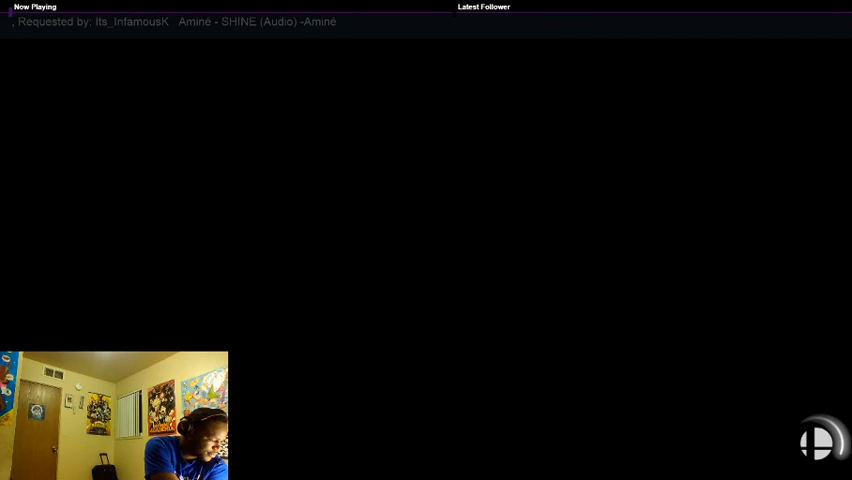 Now Playing
Latest Follower
, Requested by: Its_InfamousK   Aminé - SHINE (Audio) -Aminé